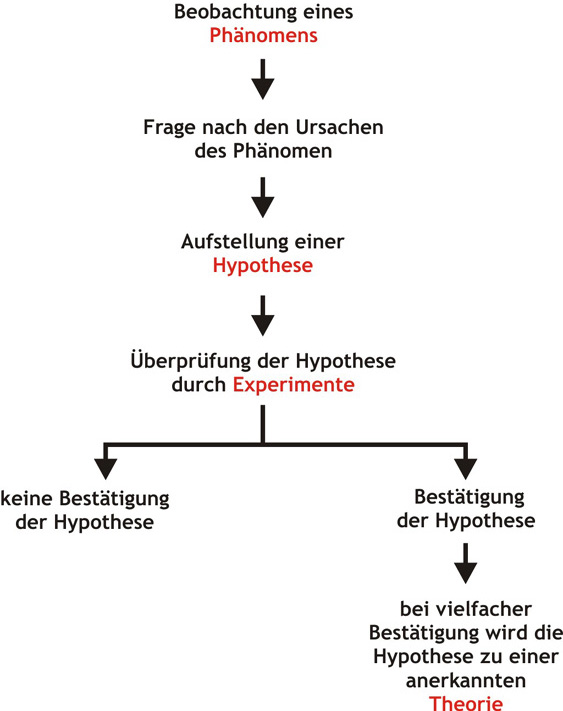 Beobachtung eines
Phänomens
Frage nach den Ursachen
des Phänomen
Aufstellung einer
Hypothese
Überprüfung der Hypothese
durch Experimente
keine Bestätigung
der Hypothese
Bestätigung
der Hypothese
bei vielfacher
Bestätigung wird die
Hypothese zu einer
anerkannten
Theorie